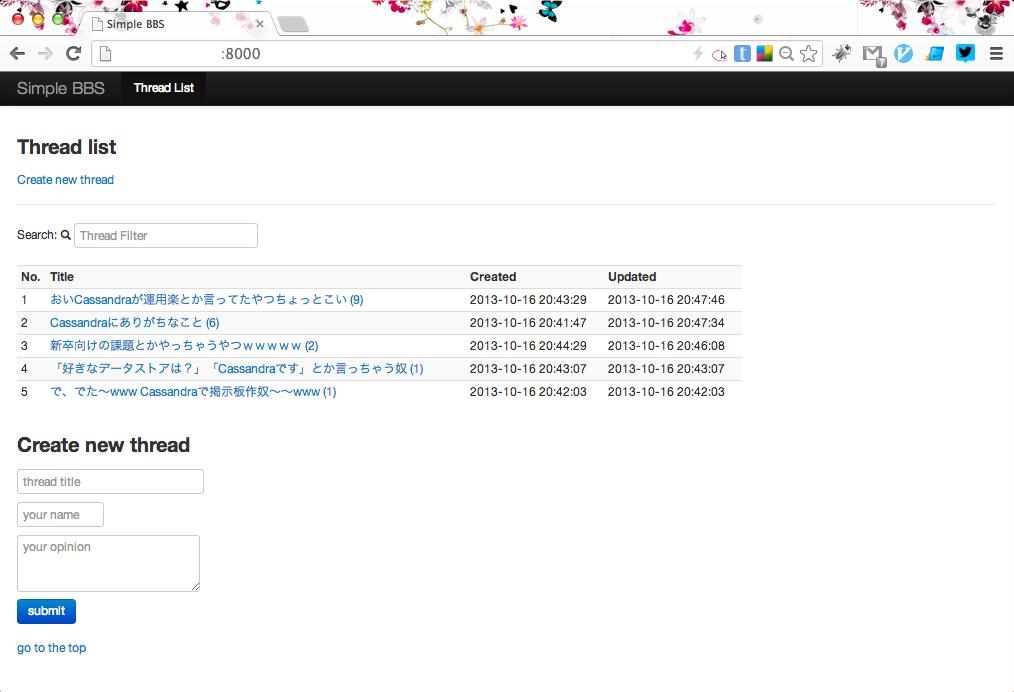 Simple BBS
:8000
Simple BBS Thread List
Thread list
Create new thread
Search: Thread Filter
No. Title Created Updated
1 おいCassandraが運用楽とか言ってたやつちょっとこい (9) 2013-10-16 20:43:29 2013-10-16 20:47:46
2 Cassandraにありがちなこと (6) 2013-10-16 20:41:47 2013-10-16 20:47:34
3 新卒向けの課題とかやっちゃうやつｗｗｗｗｗ (2) 2013-10-16 20:44:29 2013-10-16 20:46:08
4 「好きなデータストアは？」「Cassandraです」とか言っちゃう奴 (1) 2013-10-16 20:43:07 2013-10-16 20:43:07
5 で、でた〜www Cassandraで掲示板作奴〜〜www (1) 2013-10-16 20:42:03 2013-10-16 20:42:03
Create new thread
thread title
your name
your opinion
submit
go to the top